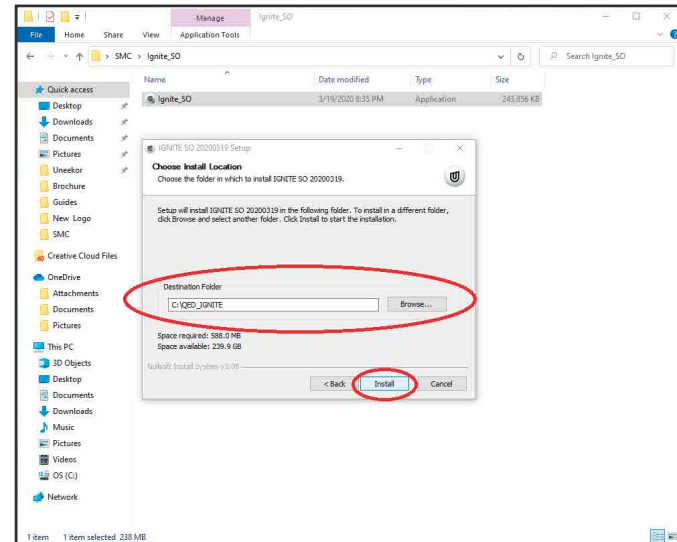 Manage
Ignite_SO
File Home Share View Application Tools
SMC > Ignite_SO
Search Ignite_SO
Name Date modified Type Size
Ignite_SO 3/19/2020 8:35 PM Application 243,856 KB
Quick access
Desktop
Downloads
Documents
Pictures
Uneekor
Brochure
Guides
New Logo
SMC
Creative Cloud Files
OneDrive
Attachments
Documents
Pictures
This PC
3D Objects
Desktop
Documents
Downloads
Music
Pictures
Videos
OS (C:)
Network
IGNITE SO 20200319 Setup
Choose Install Location
Choose the folder in which to install IGNITE SO 20200319.
Setup will install IGNITE SO 20200319 in the following folder. To install in a different folder,
click Browse and select another folder. Click Install to start the installation.
Destination Folder
C:\QED_IGNITE
Browse...
Space required: 588.0 MB
Space available: 239.9 GB
Nullsoft Install System v3.05
< Back Install Cancel
1 item 1 item selected 238 MB